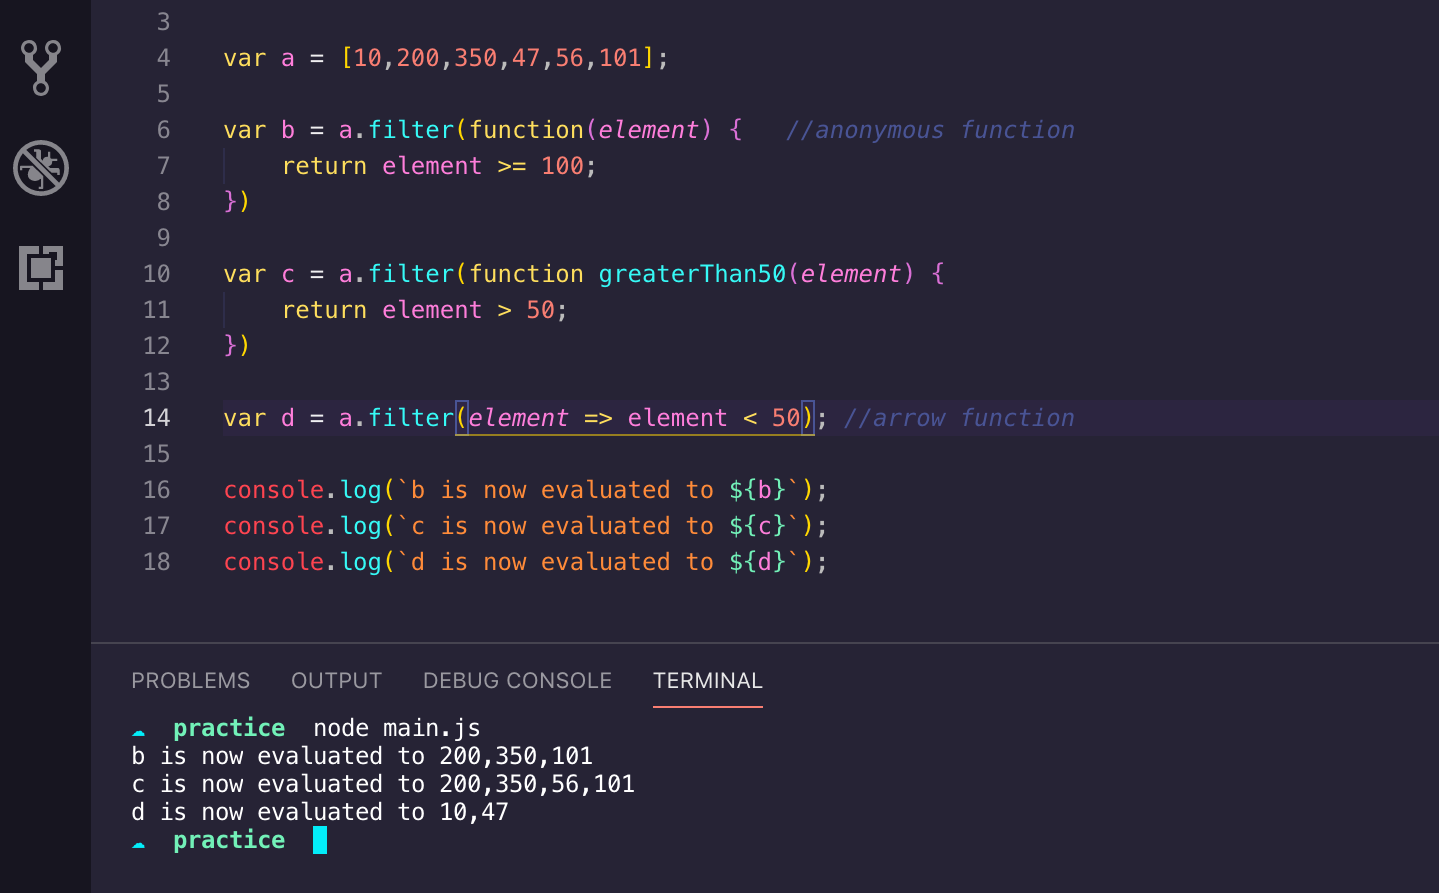 3
4 var a = [10,200,350,47,56,101];
5
6 var b = a.filter(function(element) {   //anonymous function
7     return element >= 100;
8 })
9
10 var c = a.filter(function greaterThan50(element) {
11     return element > 50;
12 })
13
14 var d = a.filter(element => element < 50); //arrow function
15
16 console.log(`b is now evaluated to ${b}`);
17 console.log(`c is now evaluated to ${c}`);
18 console.log(`d is now evaluated to ${d}`);
PROBLEMS OUTPUT DEBUG CONSOLE TERMINAL
☁ practice node main.js
b is now evaluated to 200,350,101
c is now evaluated to 200,350,56,101
d is now evaluated to 10,47
☁ practice